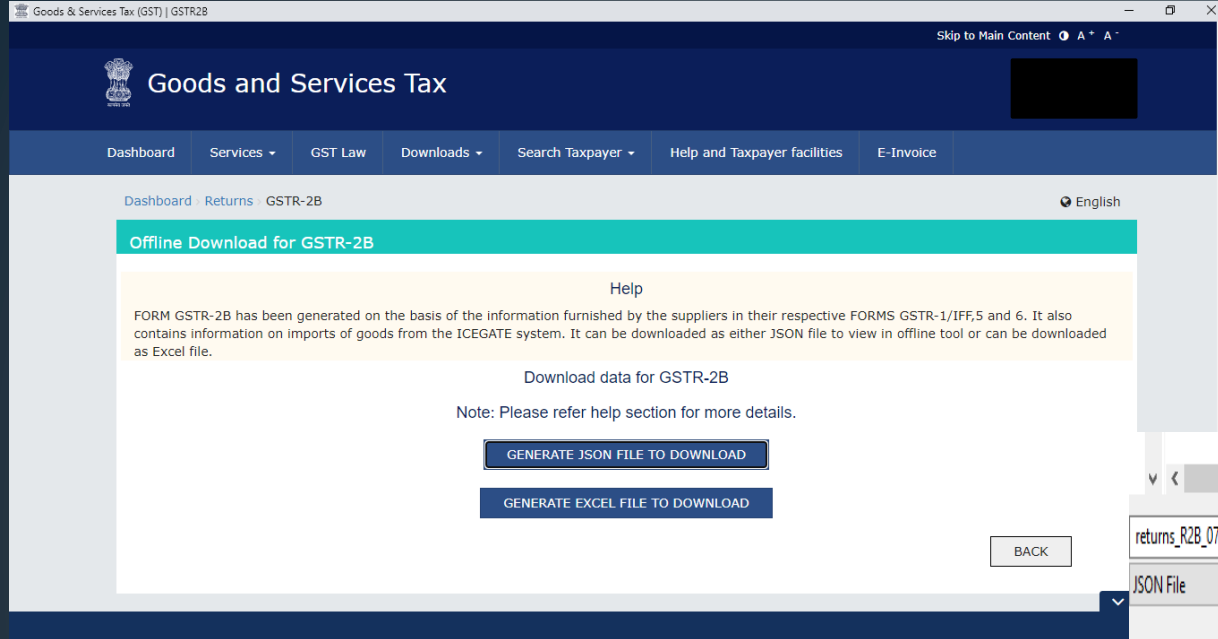 Goods & Services Tax (GST) | GSTR2B
Skip to Main Content A+ A-
Goods and Services Tax
Dashboard Services GST Law Downloads Search Taxpayer Help and Taxpayer facilities E-Invoice
Dashboard › Returns › GSTR-2B English
Offline Download for GSTR-2B
Help
FORM GSTR-2B has been generated on the basis of the information furnished by the suppliers in their respective FORMS GSTR-1/IFF,5 and 6. It also
contains information on imports of goods from the ICEGATE system. It can be downloaded as either JSON file to view in offline tool or can be downloaded
as Excel file.
Download data for GSTR-2B
Note: Please refer help section for more details.
GENERATE JSON FILE TO DOWNLOAD
GENERATE EXCEL FILE TO DOWNLOAD
returns_R2B_07
BACK
JSON File